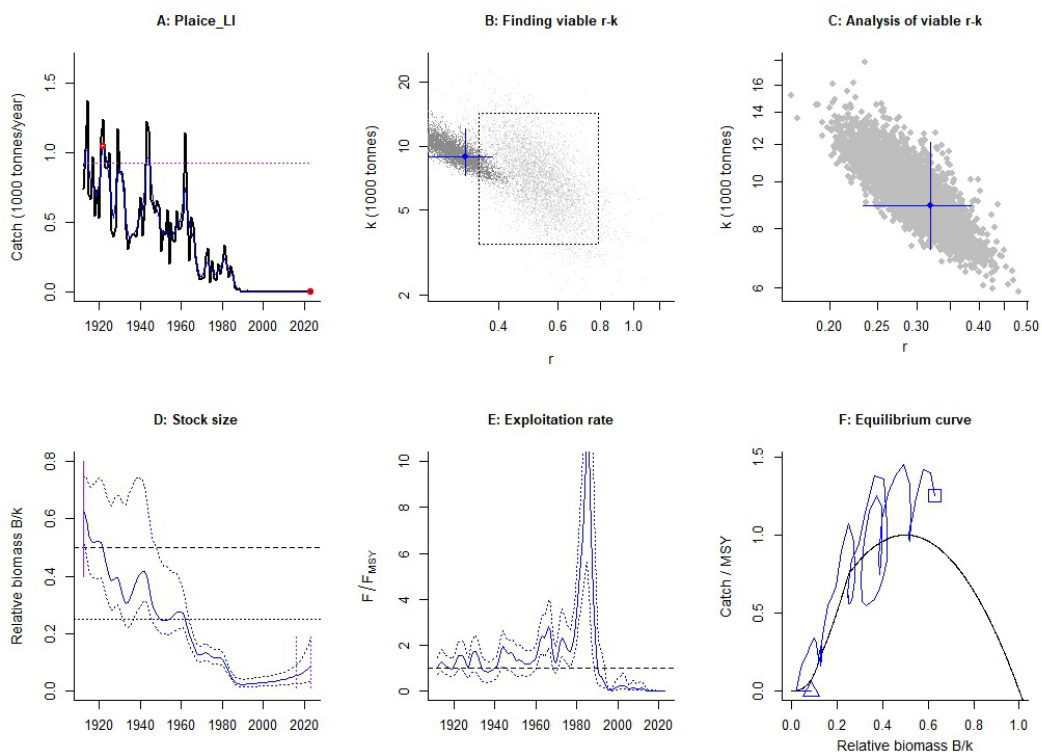 A: Plaice_LI
B: Finding viable r-k
C: Analysis of viable r-k
Catch (1000 tonnes/year)
0.0 0.5 1.0 1.5
1920 1940 1960 1980 2000 2020
k (1000 tonnes)
2 5 10 20
0.4 0.6 0.8 1.0 1.2
r
k (1000 tonnes)
6 8 10 12 14 16
0.20 0.25 0.30 0.35 0.40 0.50
r
D: Stock size
E: Exploitation rate
F: Equilibrium curve
Relative biomass B/k
0.0 0.2 0.4 0.6 0.8
1920 1940 1960 1980 2000 2020
F / FMSY
0 2 4 6 8 10
1920 1940 1960 1980 2000 2020
Catch / MSY
0.0 0.5 1.0 1.5
0.0 0.2 0.4 0.6 0.8 1.0
Relative biomass B/k